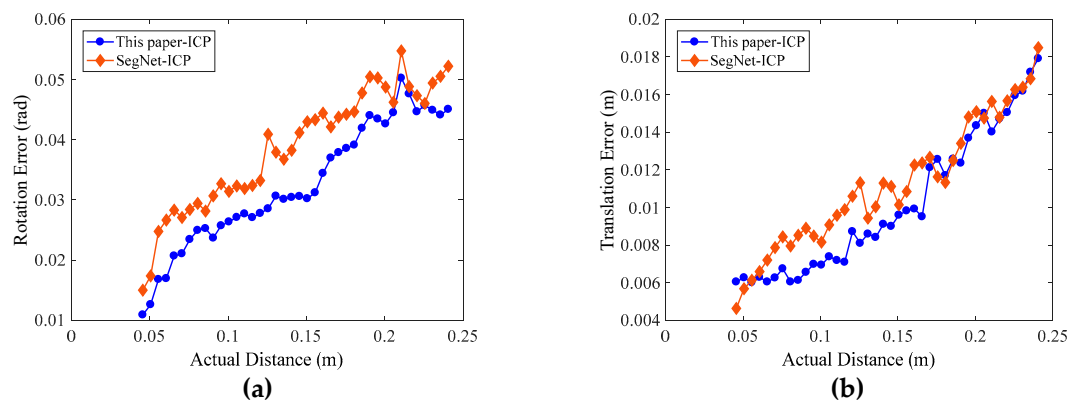 0.06
0.05
0.04
0.03
0.02
0.01
0
0.05
0.1
0.15
0.2
0.25
Rotation Error (rad)
Actual Distance (m)
This paper-ICP
SegNet-ICP
(a)
0.02
0.018
0.016
0.014
0.012
0.01
0.008
0.006
0.004
0
0.05
0.1
0.15
0.2
0.25
Translation Error (m)
Actual Distance (m)
This paper-ICP
SegNet-ICP
(b)